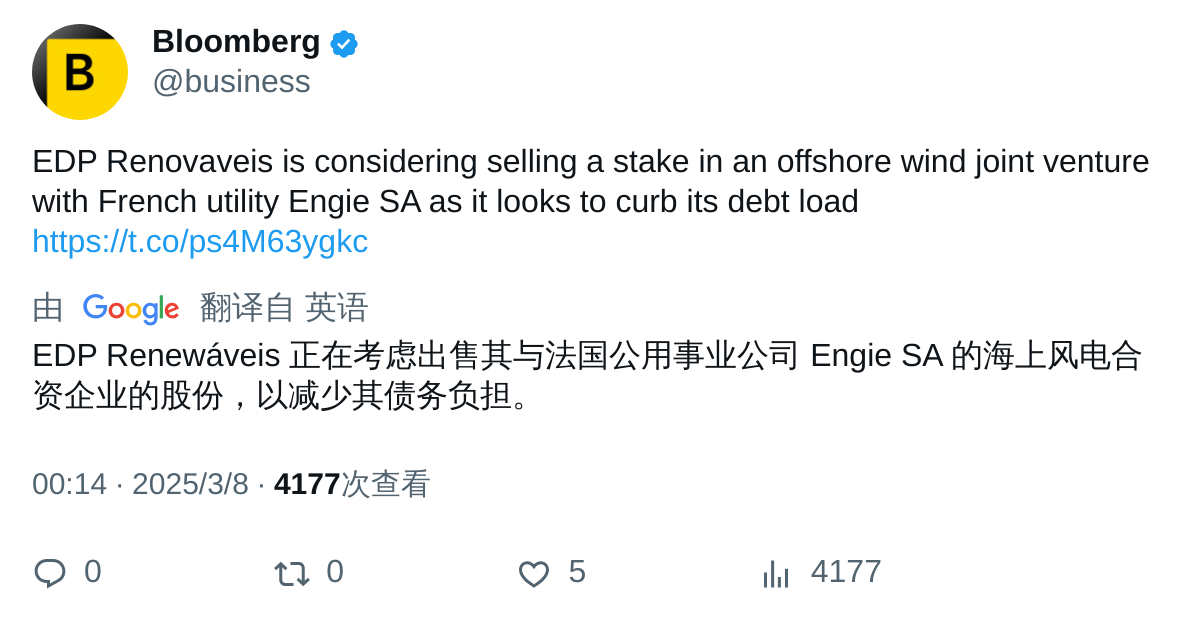 B
Bloomberg
@business
EDP Renovaveis is considering selling a stake in an offshore wind joint venture
with French utility Engie SA as it looks to curb its debt load
https://t.co/ps4M63ygkc
由 Google 翻译自 英语
EDP Renewáveis 正在考虑出售其与法国公用事业公司 Engie SA 的海上风电合
资企业的股份，以减少其债务负担。
00:14 · 2025/3/8 · 4177次查看
0 0 5 4177